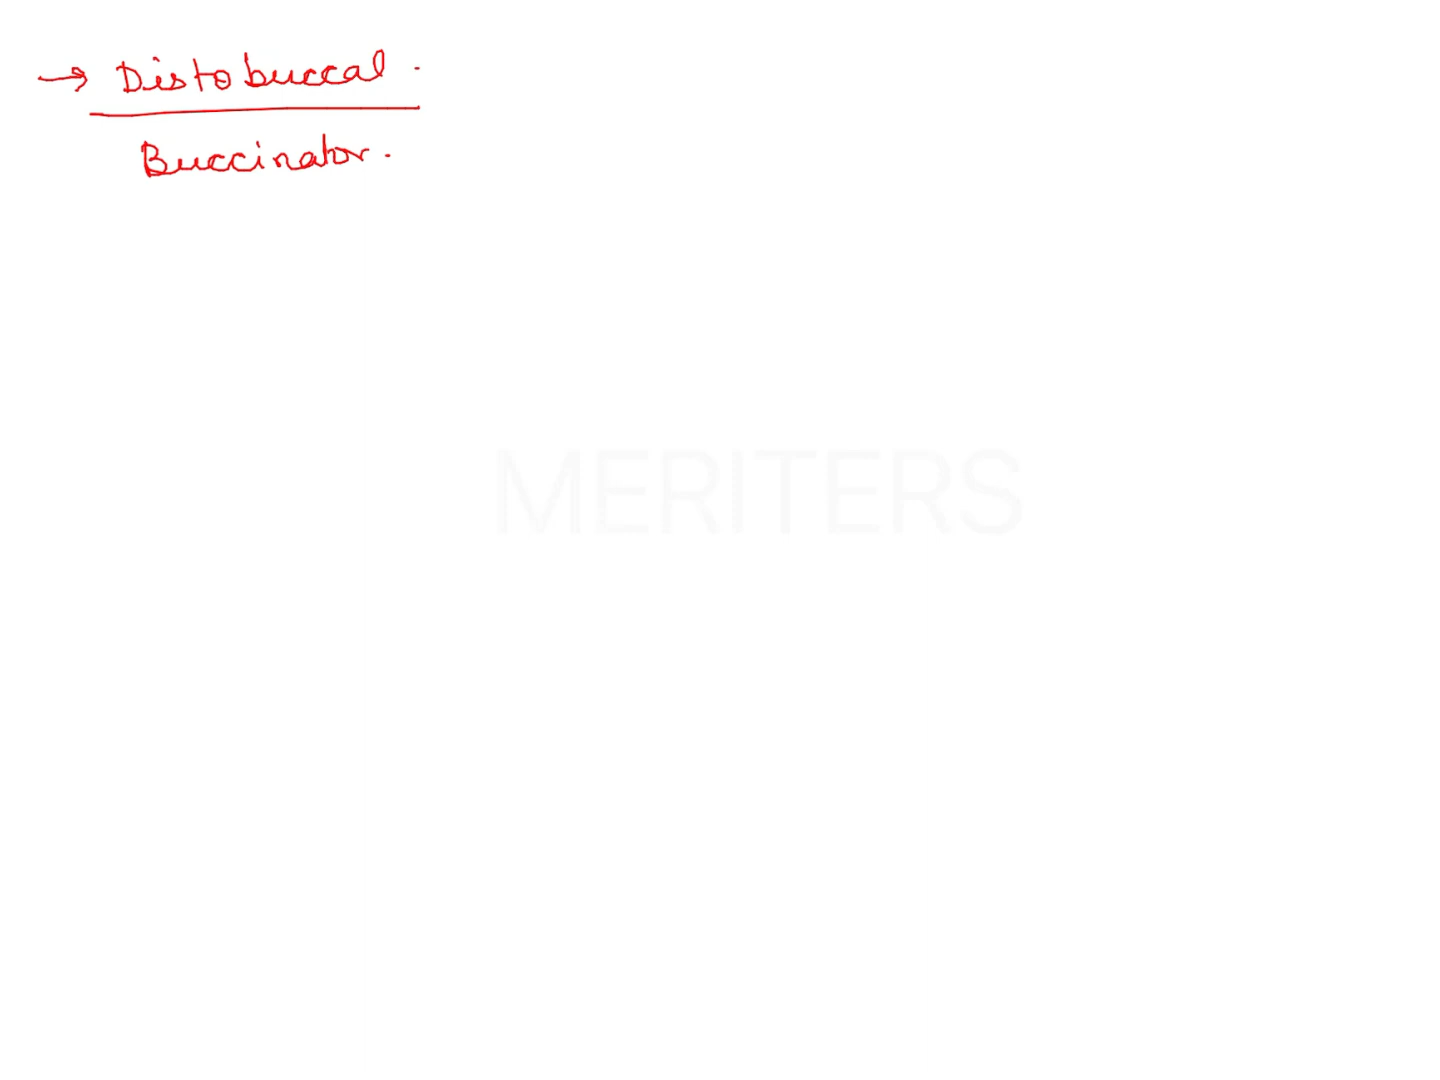 → Distobuccal.
Buccinator.
MERITERS